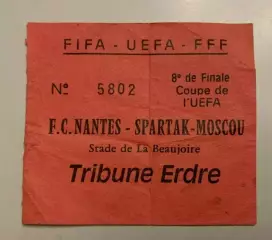 FIFA - UEFA - FFF
Nº 5802
8e de Finale
Coupe de
l'UEFA
F.C. NANTES - SPARTAK-MOSCOU
Stade de La Beaujoire
Tribune Erdre